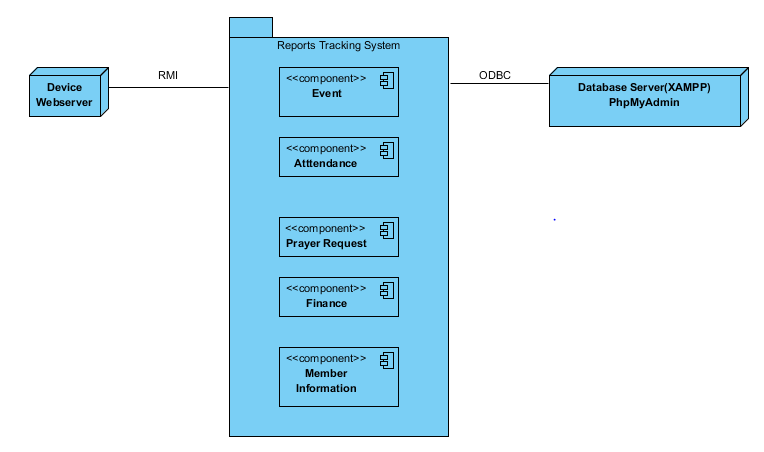 Reports Tracking System
Device
Webserver
RMI
<<component>>
Event
ODBC
Database Server(XAMPP)
PhpMyAdmin
<<component>>
Atttendance
<<component>>
Prayer Request
<<component>>
Finance
<<component>>
Member
Information